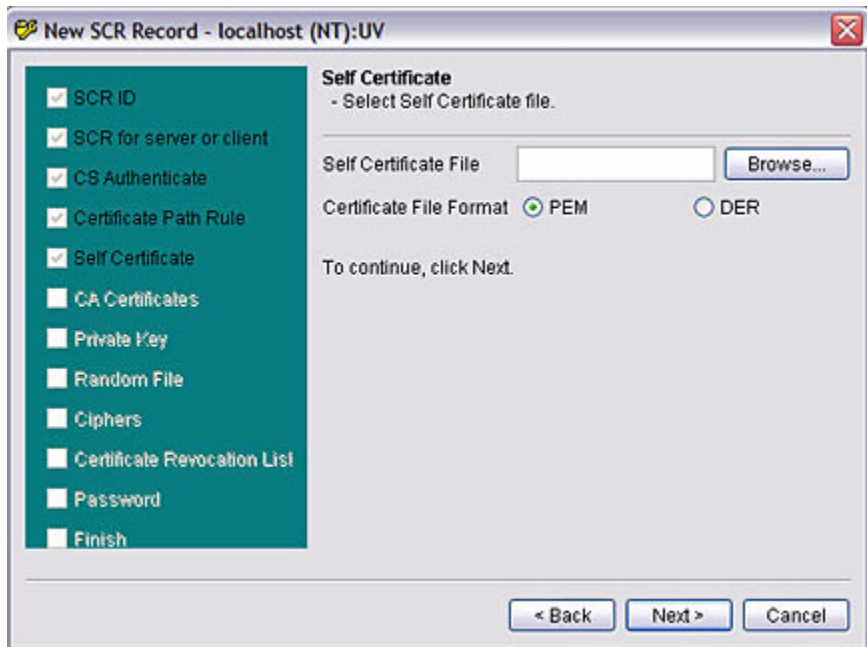 New SCR Record - localhost (NT):UV
SCR ID
SCR for server or client
CS Authenticate
Certificate Path Rule
Self Certificate
CA Certificates
Private Key
Random File
Ciphers
Certificate Revocation List
Password
Finish
Self Certificate
- Select Self Certificate file.
Self Certificate File
Browse...
Certificate File Format
PEM
DER
To continue, click Next.
< Back
Next >
Cancel